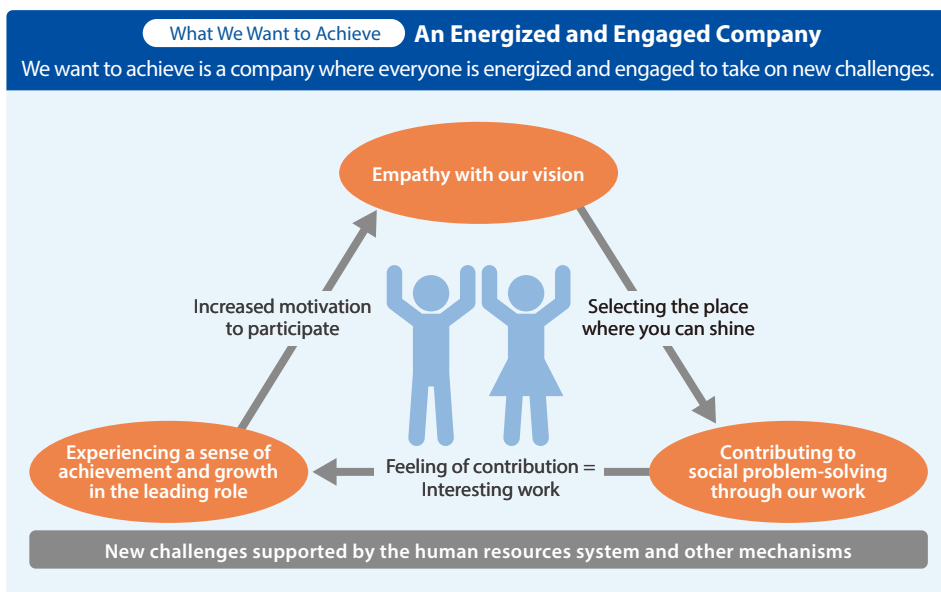 What We Want to Achieve An Energized and Engaged Company
We want to achieve is a company where everyone is energized and engaged to take on new challenges.
Empathy with our vision
Increased motivation
to participate
Selecting the place
where you can shine
Experiencing a sense of
achievement and growth
in the leading role
Feeling of contribution =
Interesting work
Contributing to
social problem-solving
through our work
New challenges supported by the human resources system and other mechanisms